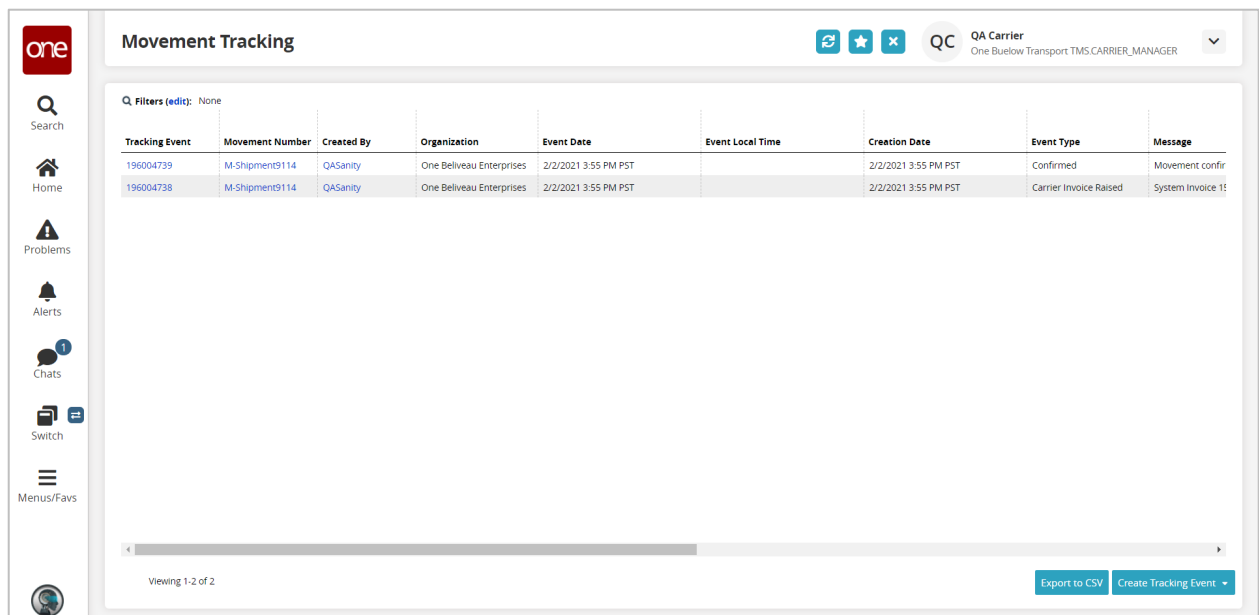 one
Movement Tracking
QC
QA Carrier
One Buelow Transport TMS.CARRIER_MANAGER
Search
Home
Problems
Alerts
1
Chats
Switch
Menus/Favs
Filters (edit): None
Tracking Event Movement Number Created By Organization Event Date Event Local Time Creation Date Event Type Message
196004739 M-Shipment9114 QASanity One Beliveau Enterprises 2/2/2021 3:55 PM PST 2/2/2021 3:55 PM PST Confirmed Movement confir
196004738 M-Shipment9114 QASanity One Beliveau Enterprises 2/2/2021 3:55 PM PST 2/2/2021 3:55 PM PST Carrier Invoice Raised System Invoice 15
Viewing 1-2 of 2
Export to CSV
Create Tracking Event